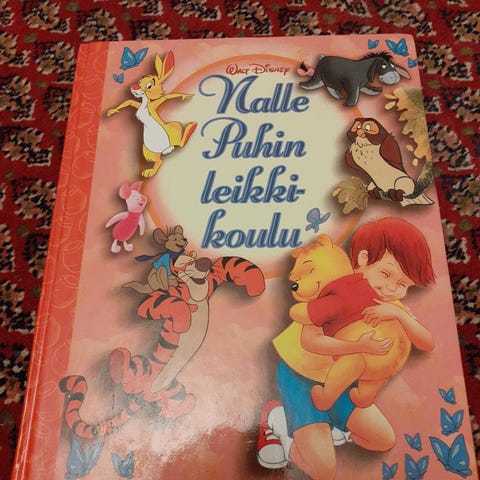 Walt Disney
Nalle
Puhin
leikki-
koulu